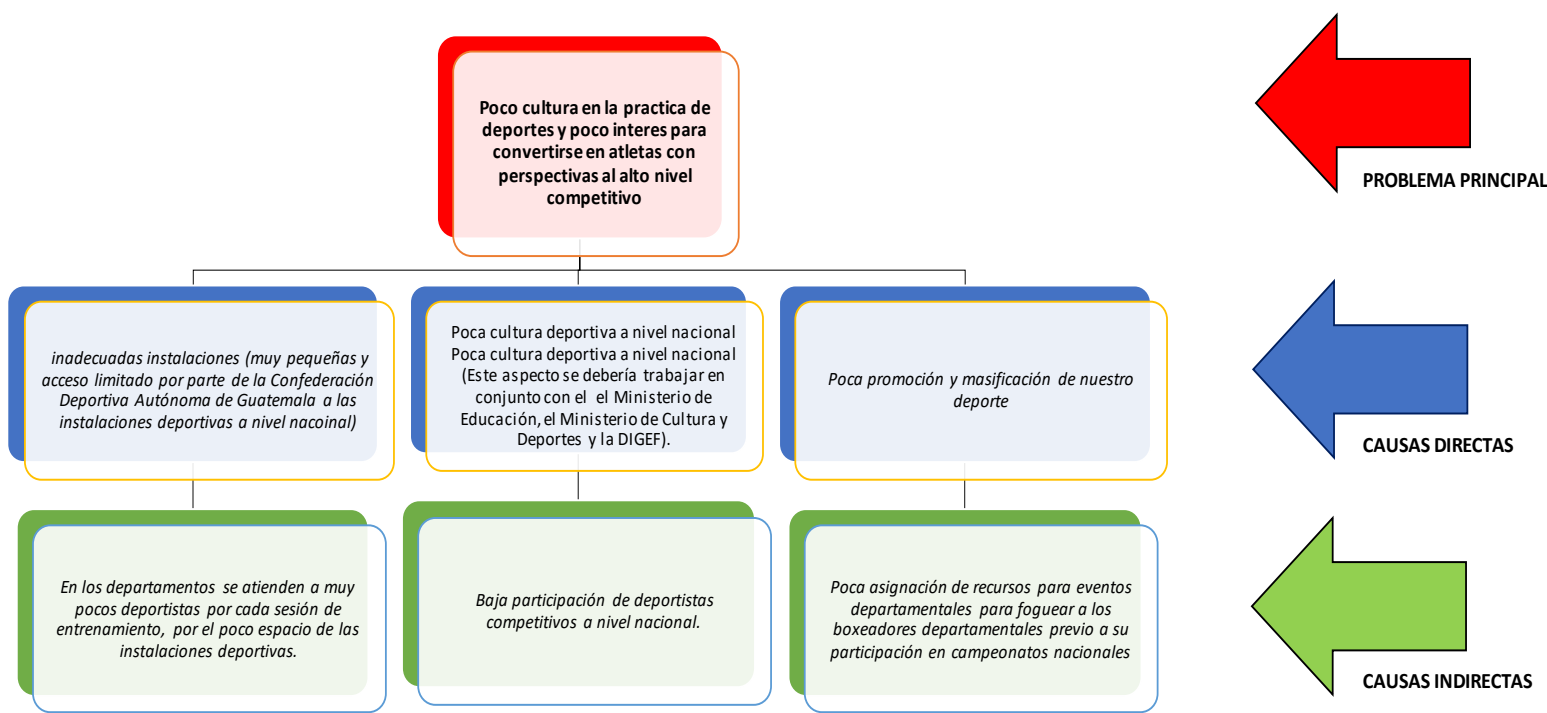 Poco cultura en la practica de
deportes y poco interes para
convertirse en atletas con
perspectivas al alto nivel
competitivo
PROBLEMA PRINCIPAL
inadecuadas instalaciones (muy pequeñas y
acceso limitado por parte de la Confederación
Deportiva Autónoma de Guatemala a las
instalaciones deportivas a nivel nacoinal)
Poca cultura deportiva a nivel nacional
Poca cultura deportiva a nivel nacional
(Este aspecto se debería trabajar en
conjunto con el el Ministerio de
Educación, el Ministerio de Cultura y
Deportes y la DIGEF).
Poca promoción y masificación de nuestro
deporte
CAUSAS DIRECTAS
En los departamentos se atienden a muy
pocos deportistas por cada sesión de
entrenamiento, por el poco espacio de las
instalaciones deportivas.
Baja participación de deportistas
competitivos a nivel nacional.
Poca asignación de recursos para eventos
departamentales para foguear a los
boxeadores departamentales previo a su
participación en campeonatos nacionales
CAUSAS INDIRECTAS